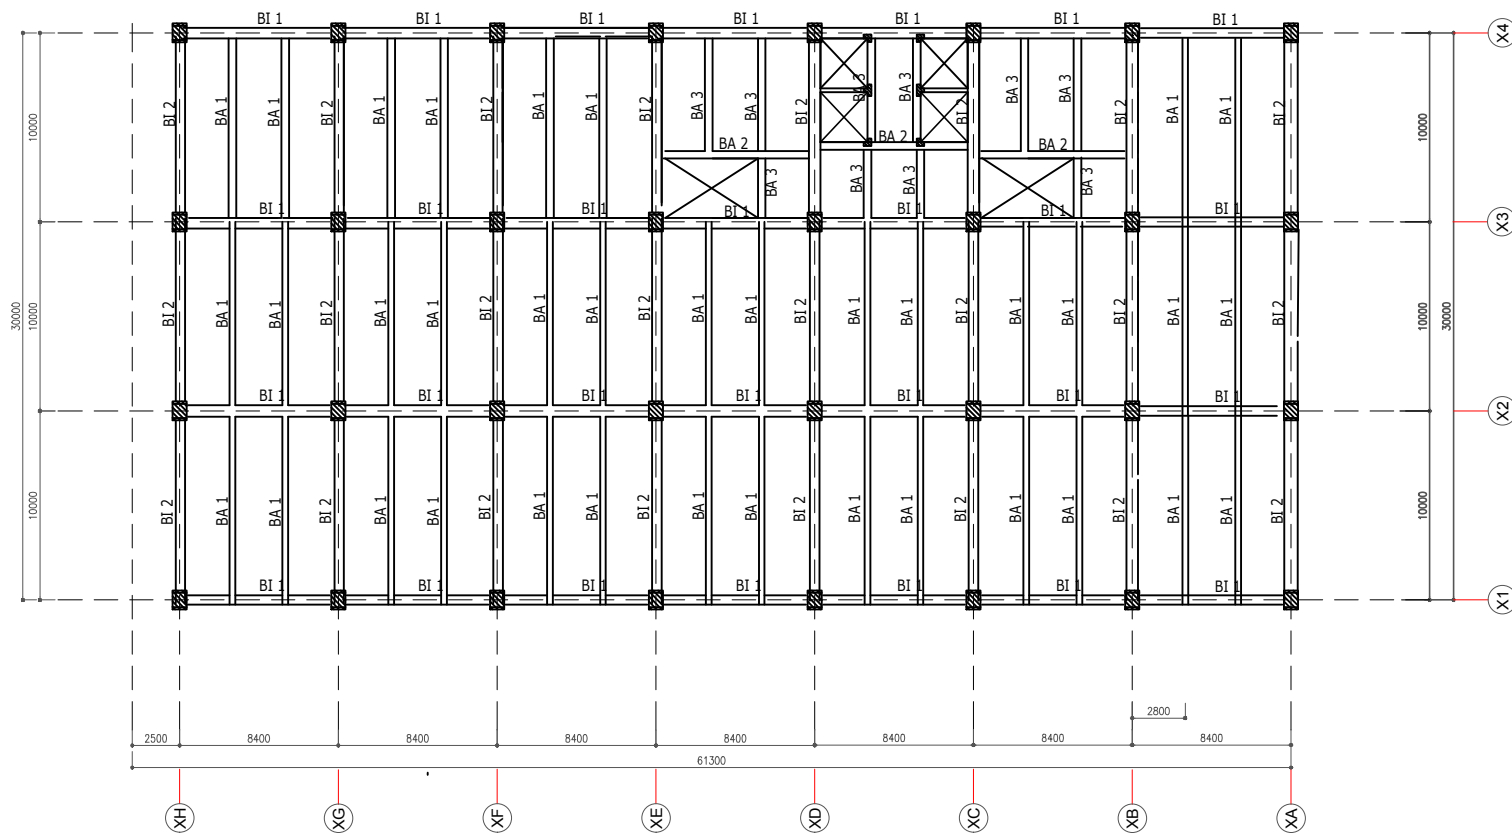 BI 1 BI 1 BI 1 BI 1 BI 1 BI 1 BI 1
X4
BI 2 BA 1 BA 1 BI 2 BA 1 BA 1 BI 2 BA 1 BA 1 BI 2 BA 3 BA 3 BI 2 BA 3 BA 3 BI 2 BA 3 BA 3 BI 2 BA 1 BA 1 BI 2
10000 10000 10000
BA 2 BA 2 BA 2
BA 3 BA 3 BA 3 BA 3
BI 1 BI 1 BI 1 BI 1 BI 1 BI 1 BI 1
X3
BI 2 BA 1 BA 1 BI 2 BA 1 BA 1 BI 2 BA 1 BA 1 BI 2 BA 1 BA 1 BI 2 BA 1 BA 1 BI 2 BA 1 BA 1 BI 2 BA 1 BA 1 BI 2
30000 10000 10000 10000 30000
BI 1 BI 1 BI 1 BI 1 BI 1 BI 1 BI 1
X2
BI 2 BA 1 BA 1 BI 2 BA 1 BA 1 BI 2 BA 1 BA 1 BI 2 BA 1 BA 1 BI 2 BA 1 BA 1 BI 2 BA 1 BA 1 BI 2 BA 1 BA 1 BI 2
10000 10000 10000
BI 1 BI 1 BI 1 BI 1 BI 1 BI 1 BI 1
X1
2800
2500 8400 8400 8400 8400 8400 8400 8400
61300
XH XG XF XE XD XC XB XA